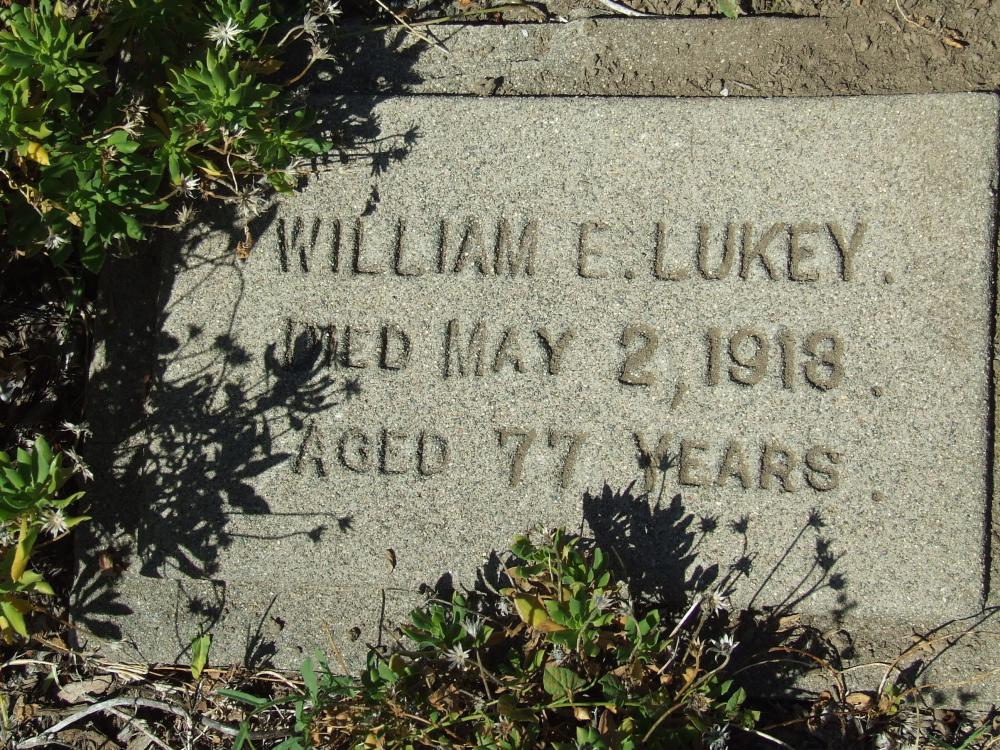 WILLIAM E. LUKEY.
DIED MAY 2, 1913.
AGED 77 YEARS.